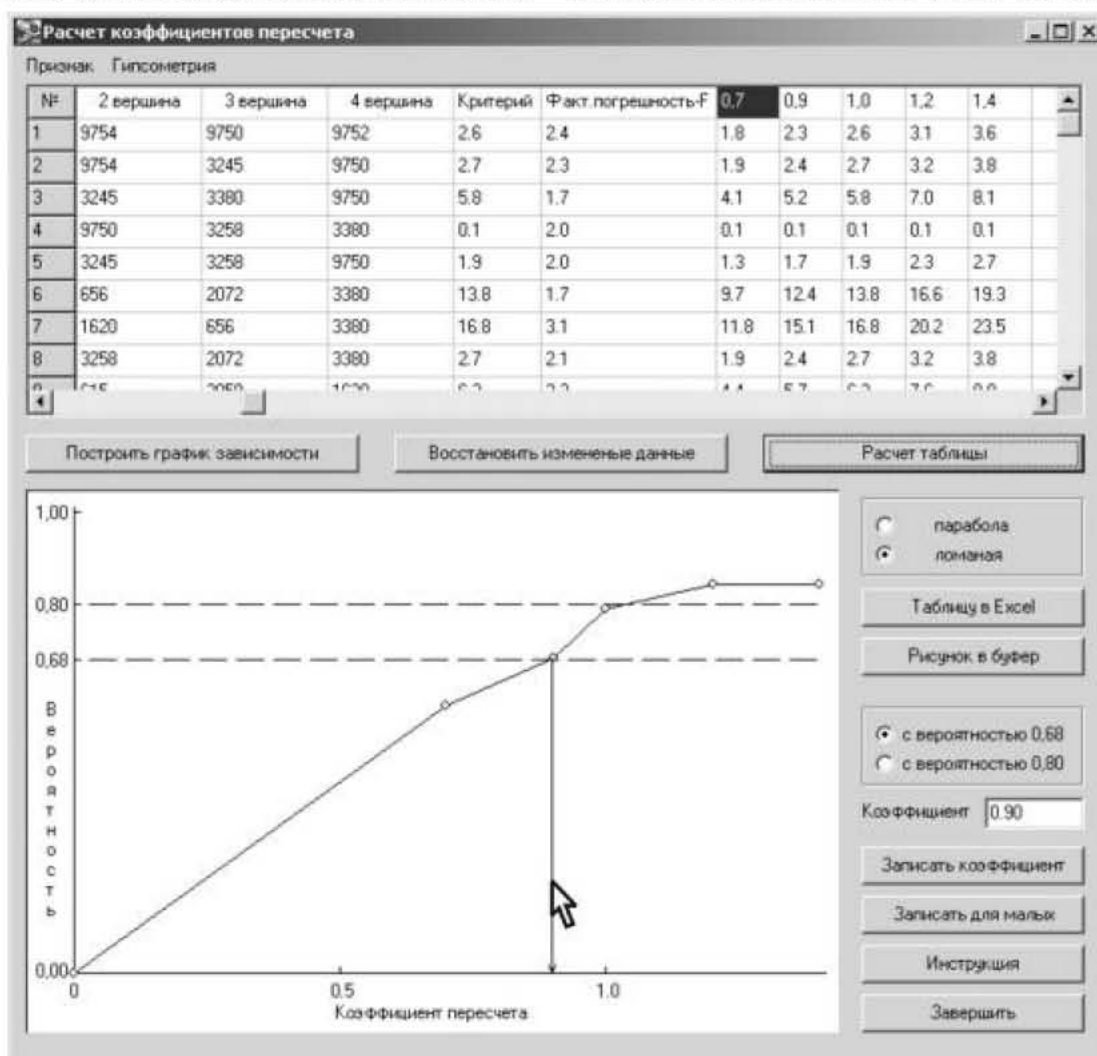 Расчет коэффициентов пересчета
Признак Гипсометрия
№ 2 вершина 3 вершина 4 вершина Критерий Факт.погрешность-F 0,7 0,9 1,0 1,2 1,4
1 9754 9750 9752 2.6 2.4 1.8 2.3 2.6 3.1 3.6
2 9754 3245 9750 2.7 2.3 1.9 2.4 2.7 3.2 3.8
3 3245 3380 9750 5.8 1.7 4.1 5.2 5.8 7.0 8.1
4 9750 3258 3380 0.1 2.0 0.1 0.1 0.1 0.1 0.1
5 3245 3258 9750 1.9 2.0 1.3 1.7 1.9 2.3 2.7
6 656 2072 3380 13.8 1.7 9.7 12.4 13.8 16.6 19.3
7 1620 656 3380 16.8 3.1 11.8 15.1 16.8 20.2 23.5
8 3258 2072 3380 2.7 2.1 1.9 2.4 2.7 3.2 3.8
Построить график зависимости Восстановить измененые данные Расчет таблицы
1,00
0,80
0,68
Вероятность
0,00
0 0.5 1.0
Коэффициент пересчета
парабола
ломаная
Таблицу в Excel
Рисунок в буфер
с вероятностью 0,68
с вероятностью 0,80
Коэффициент 0.90
Записать коэффициент
Записать для малых
Инструкция
Завершить